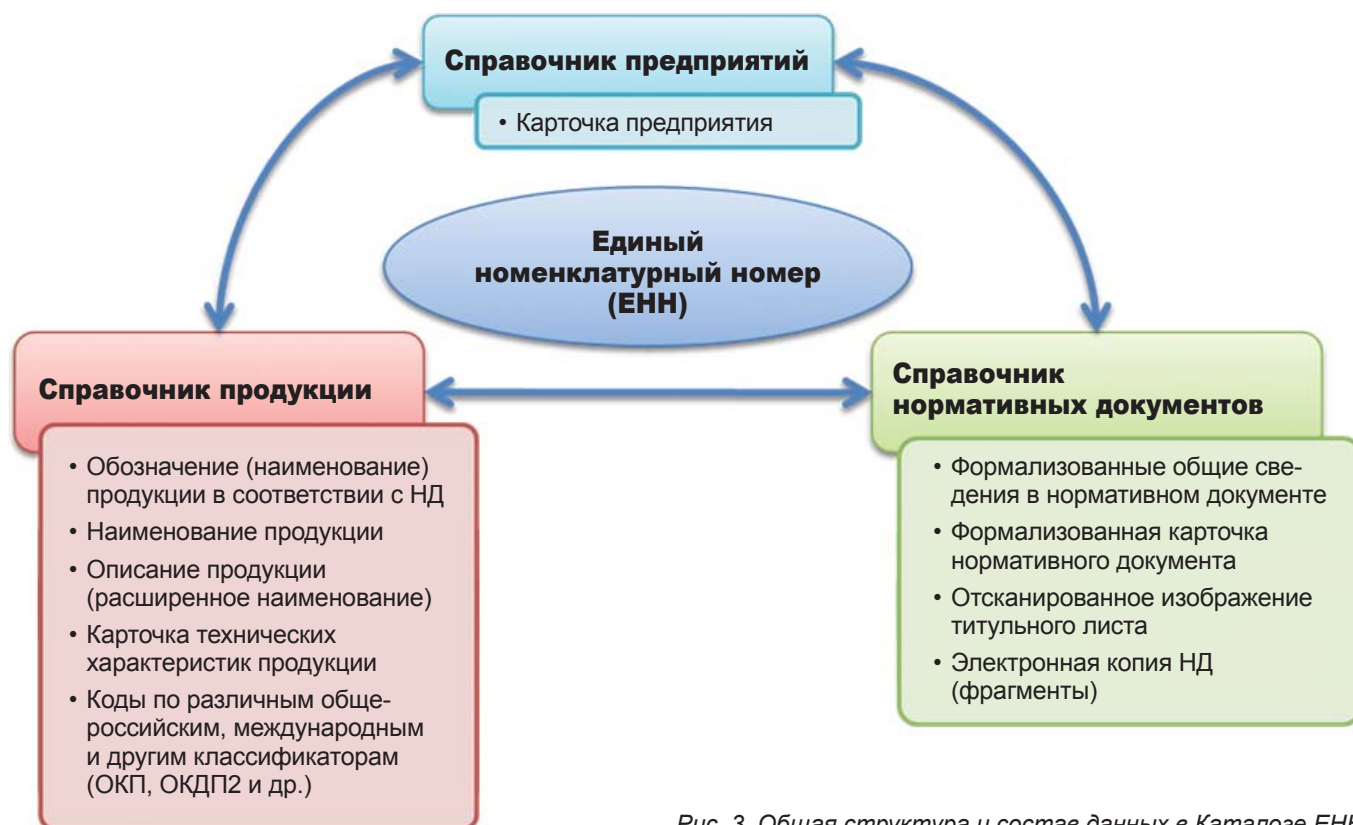 Справочник предприятий
• Карточка предприятия
Единый
номенклатурный номер
(ЕНН)
Справочник продукции
• Обозначение (наименование)
продукции в соответствии с НД
• Наименование продукции
• Описание продукции
(расширенное наименование)
• Карточка технических
характеристик продукции
• Коды по различным обще-
российским, международным
и другим классификаторам
(ОКП, ОКДП2 и др.)
Справочник
нормативных документов
• Формализованные общие све-
дения в нормативном документе
• Формализованная карточка
нормативного документа
• Отсканированное изображение
титульного листа
• Электронная копия НД
(фрагменты)
Рис. 3. Общая структура и состав данных в Каталоге ЕНН